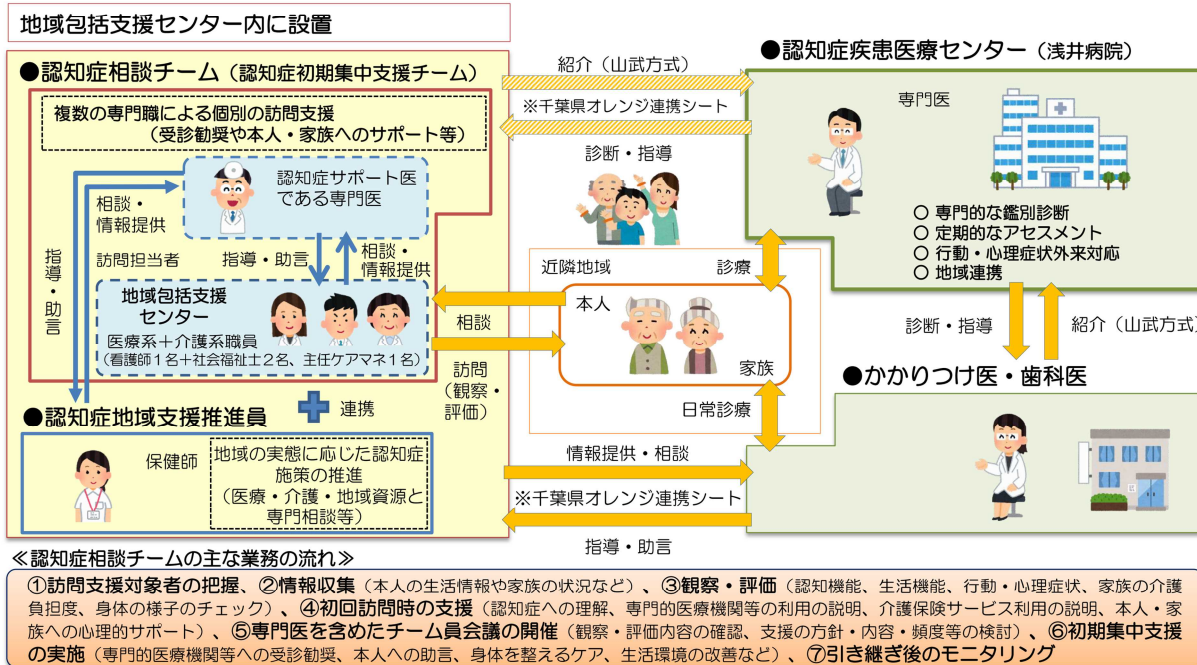 地域包括支援センター内に設置
●認知症相談チーム（認知症初期集中支援チーム）
複数の専門職による個別の訪問支援
（受診勧奨や本人・家族へのサポート等）
認知症サポート医
である専門医
相談・
情報提供
指導・助言
訪問担当者
指導・助言
相談・
情報提供
地域包括支援
センター
医療系＋介護系職員
（看護師１名＋社会福祉士２名、主任ケアマネ１名）
連携
●認知症地域支援推進員
保健師
地域の実態に応じた認知症
施策の推進
（医療・介護・地域資源と
専門相談等）
紹介（山武方式）
※千葉県オレンジ連携シート
診断・指導
近隣地域
診療
本人
家族
相談
訪問
（観察・
評価）
日常診療
情報提供・相談
※千葉県オレンジ連携シート
指導・助言
●認知症疾患医療センター（浅井病院）
専門医
○ 専門的な鑑別診断
○ 定期的なアセスメント
○ 行動・心理症状外来対応
○ 地域連携
診断・指導
紹介（山武方式）
●かかりつけ医・歯科医
≪認知症相談チームの主な業務の流れ≫
①訪問支援対象者の把握、②情報収集（本人の生活情報や家族の状況など）、③観察・評価（認知機能、生活機能、行動・心理症状、家族の介護
負担度、身体の様子のチェック）、④初回訪問時の支援（認知症への理解、専門的医療機関等の利用の説明、介護保険サービス利用の説明、本人・家
族への心理的サポート）、⑤専門医を含めたチーム員会議の開催（観察・評価内容の確認、支援の方針・内容・頻度等の検討）、⑥初期集中支援
の実施（専門的医療機関等への受診勧奨、本人への助言、身体を整えるケア、生活環境の改善など）、⑦引き継ぎ後のモニタリング